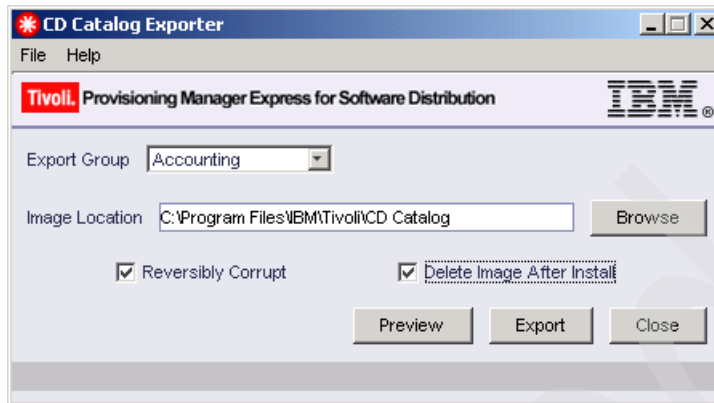 CD Catalog Exporter
File Help
Tivoli. Provisioning Manager Express for Software Distribution IBM®
Export Group Accounting
Image Location C:\Program Files\IBM\Tivoli\CD Catalog Browse
Reversibly Corrupt Delete Image After Install
Preview Export Close